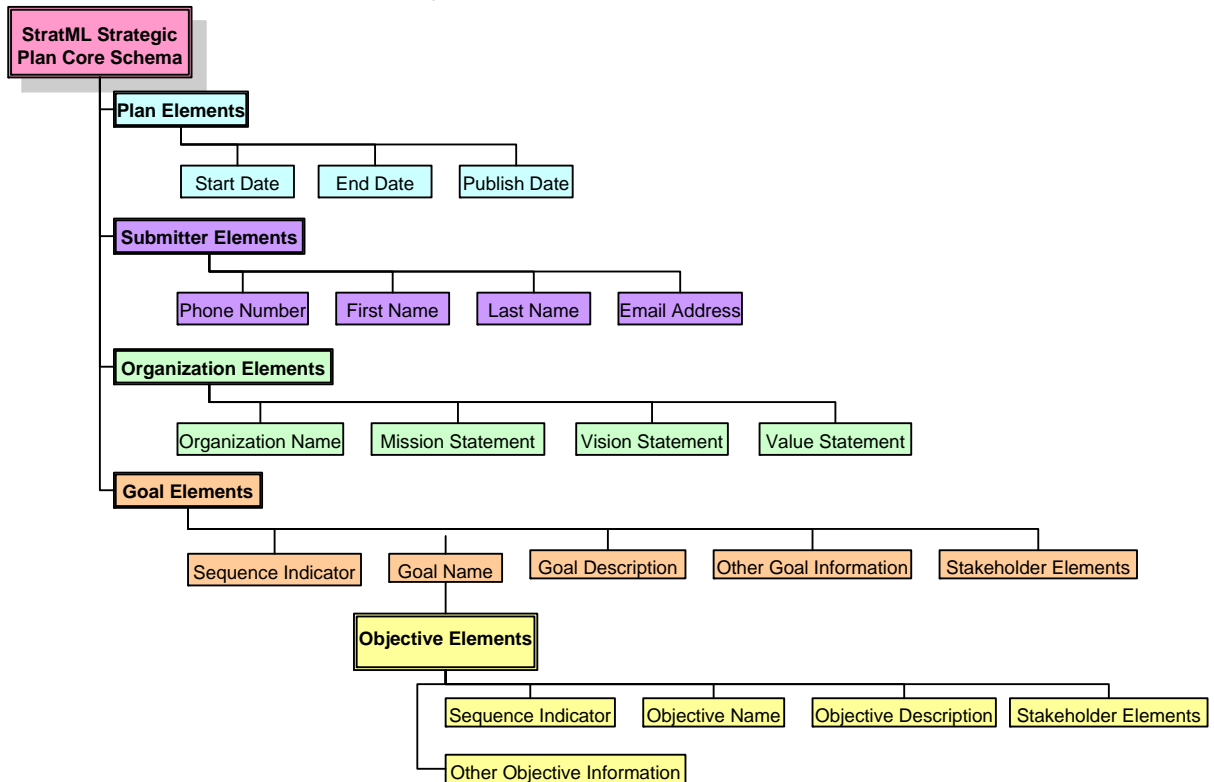 StratML Strategic
Plan Core Schema
Plan Elements
Start Date
End Date
Publish Date
Submitter Elements
Phone Number
First Name
Last Name
Email Address
Organization Elements
Organization Name
Mission Statement
Vision Statement
Value Statement
Goal Elements
Sequence Indicator
Goal Name
Goal Description
Other Goal Information
Stakeholder Elements
Objective Elements
Sequence Indicator
Objective Name
Objective Description
Stakeholder Elements
Other Objective Information